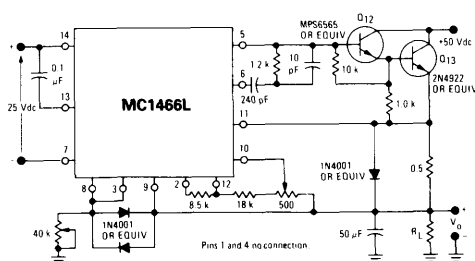 MPS6565
OR EQUIV
Q12
+50 Vdc
Q13
2N4922
OR EQUIV
14
5
+
0.1
µF
1.2 k
10
pF
10 k
6
240 pF
1.0 k
25 Vdc
13
MC1466L
11
10
1N4001
OR EQUIV
0.5
7
8
3
9
2
12
8.5 k
18 k
500
+
40 k
1N4001
OR EQUIV
50 µF
RL
Vo
Pins 1 and 4 no connection.